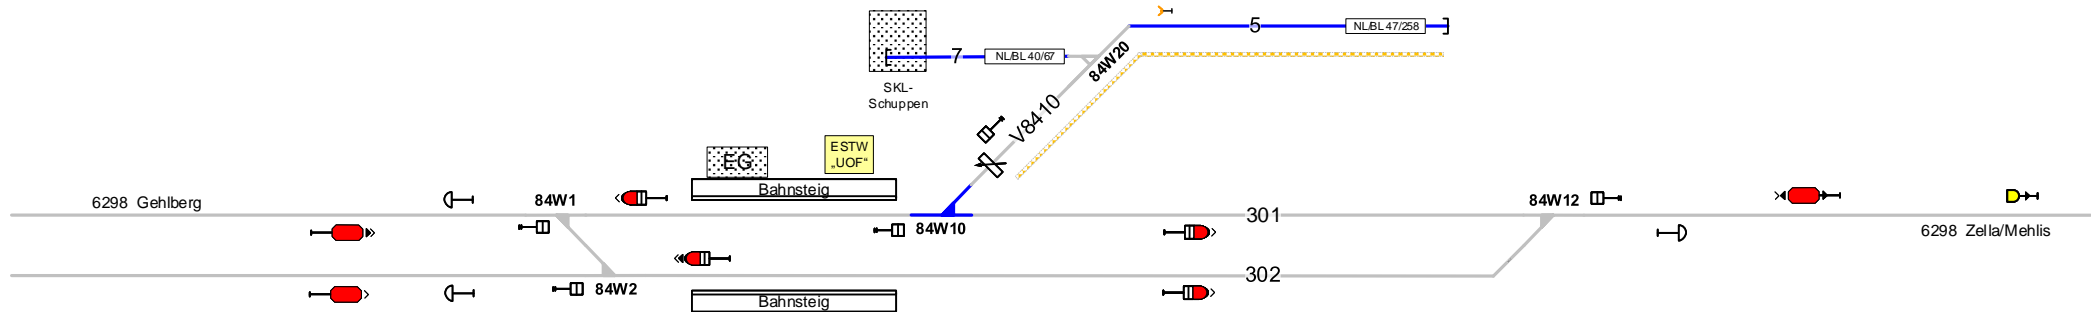 5
NL/BL 47/258
7
NL/BL 40/67
84W20
SKL-
Schuppen
V8410
EG
ESTW
„UOF“
Bahnsteig
6298 Gehlberg
84W1
84W10
301
84W12
6298 Zella/Mehlis
302
84W2
Bahnsteig